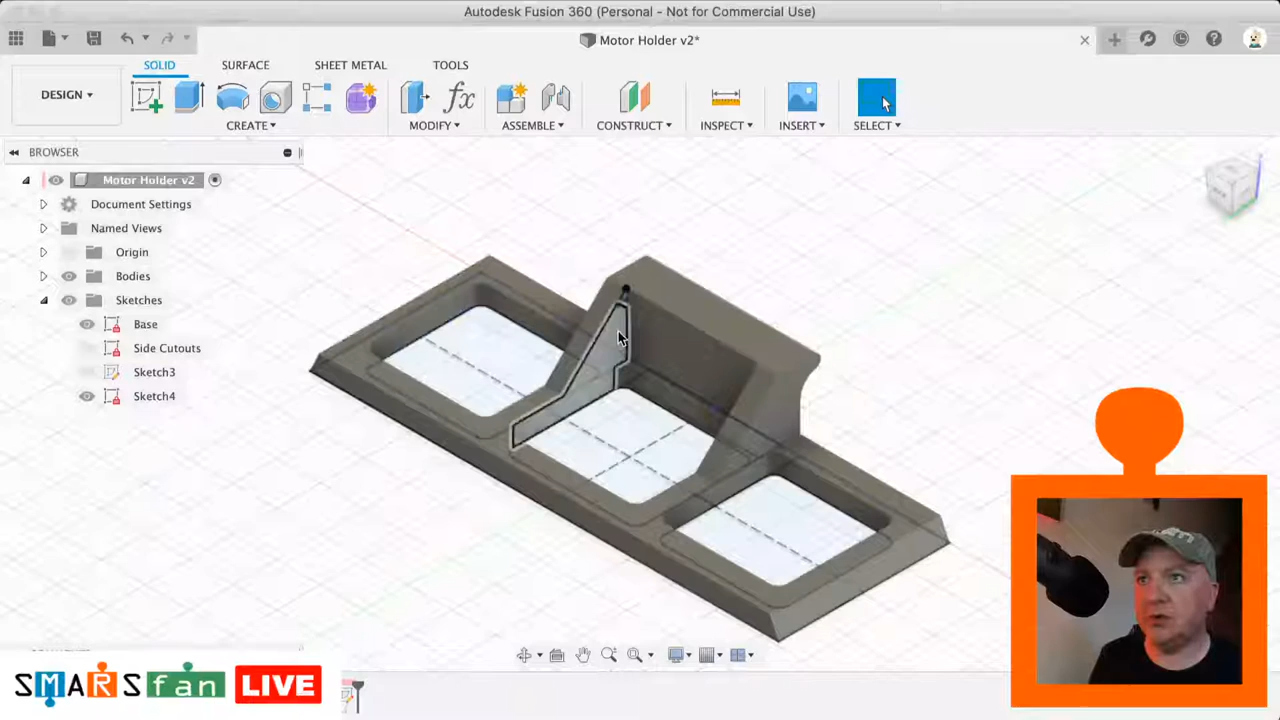 Autodesk Fusion 360 (Personal - Not for Commercial Use)
Motor Holder v2*
SOLID SURFACE SHEET METAL TOOLS
DESIGN
CREATE MODIFY ASSEMBLE CONSTRUCT INSPECT INSERT SELECT
BROWSER
Motor Holder v2
Document Settings
Named Views
Origin
Bodies
Sketches
Base
Side Cutouts
Sketch3
Sketch4
SMARSfan LIVE